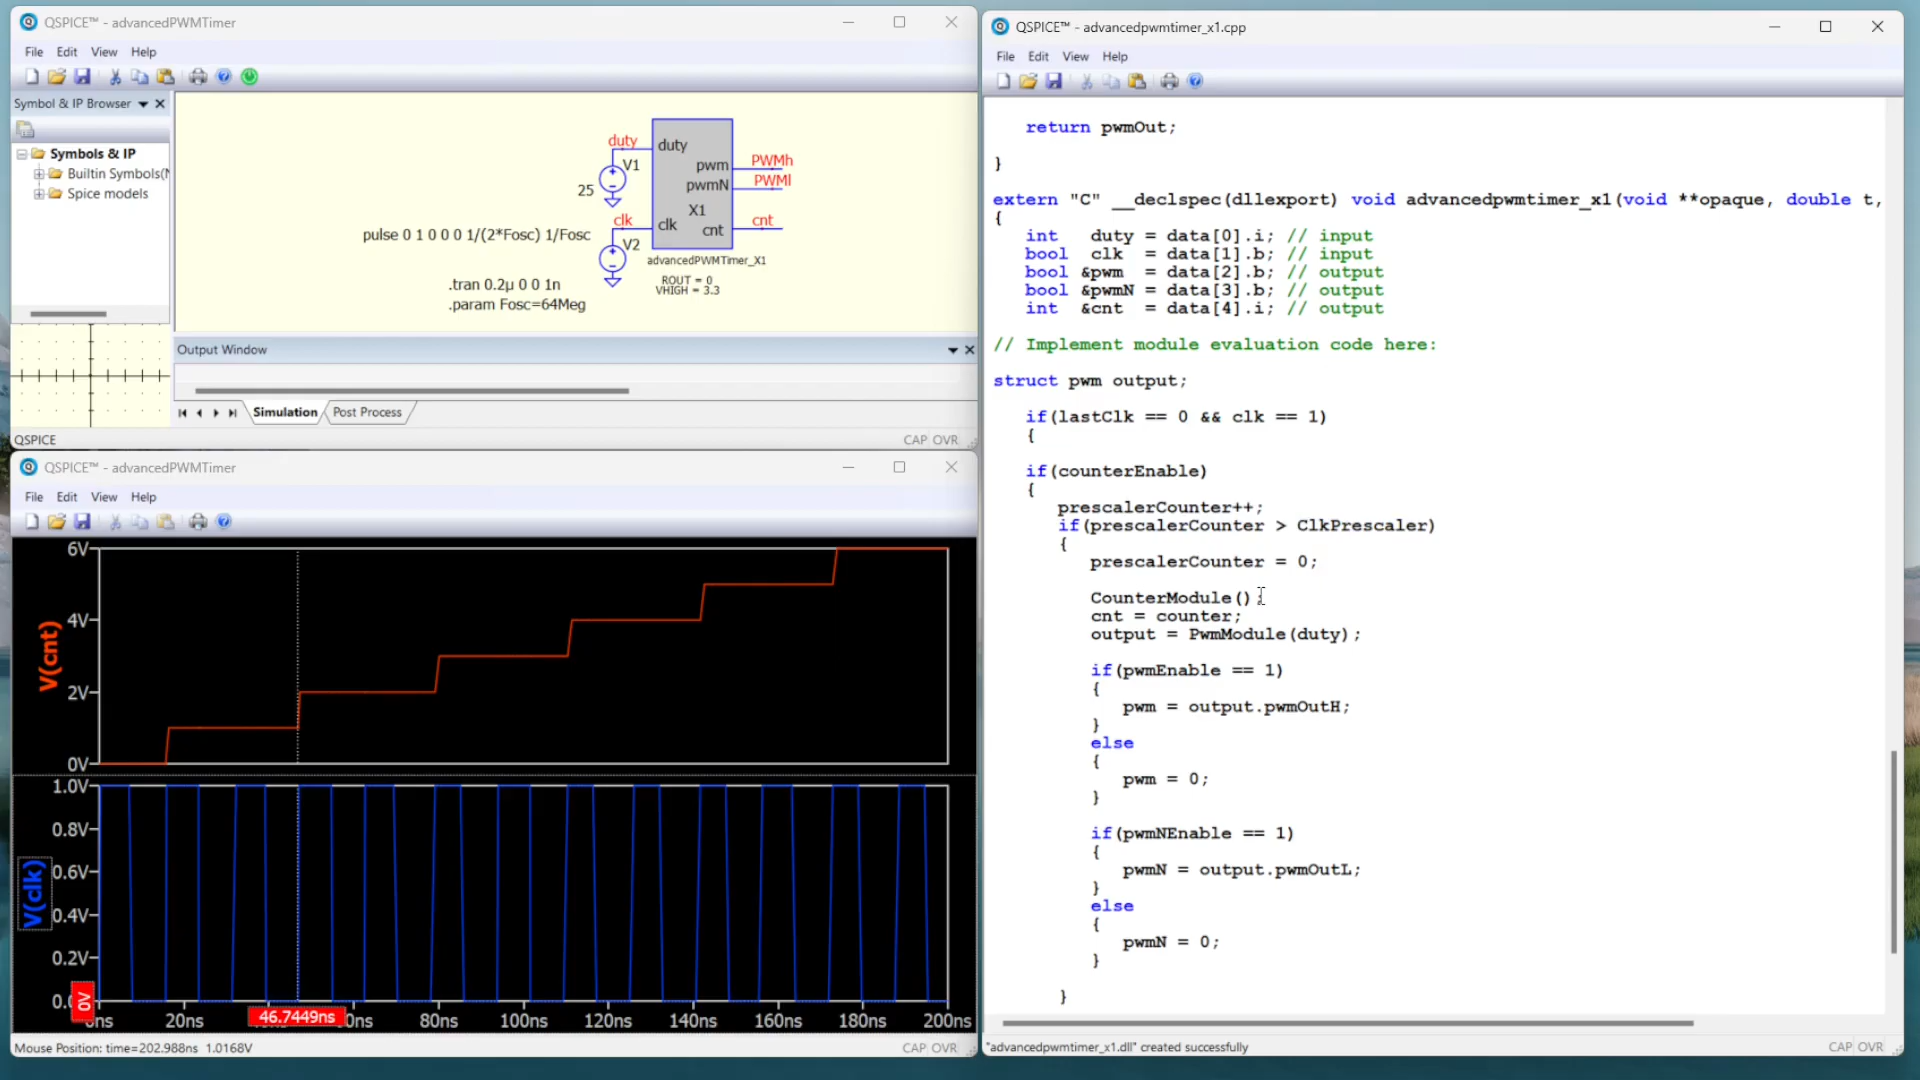 QSPICE™ - advancedPWMTimer
File Edit View Help
Symbol & IP Browser
Symbols & IP
Builtin Symbols(
Spice models
duty
V1
25
clk
V2
pulse 0 1 0 0 0 1/(2*Fosc) 1/Fosc
.tran 0.2µ 0 0 1n
.param Fosc=64Meg
duty
pwm
pwmN
X1
clk
cnt
PWMh
PWMl
cnt
advancedPWMTimer_X1
ROUT = 0
VHIGH = 3.3
Output Window
Simulation Post Process
QSPICE
CAP OVR
QSPICE™ - advancedPWMTimer
File Edit View Help
V(cnt)
6V
4V
2V
0V
V(clk)
1.0V
0.8V
0.6V
0.4V
0.2V
0.0
0V
0ns 20ns 46.7449ns 0ns 80ns 100ns 120ns 140ns 160ns 180ns 200ns
Mouse Position: time=202.988ns 1.0168V
CAP OVR
QSPICE™ - advancedpwmtimer_x1.cpp
File Edit View Help
return pwmOut;
}
extern "C" __declspec(dllexport) void advancedpwmtimer_x1(void **opaque, double t,
{
int duty = data[0].i; // input
bool clk = data[1].b; // input
bool &pwm = data[2].b; // output
bool &pwmN = data[3].b; // output
int &cnt = data[4].i; // output
// Implement module evaluation code here:
struct pwm output;
if(lastClk == 0 && clk == 1)
{
if(counterEnable)
{
prescalerCounter++;
if(prescalerCounter > ClkPrescaler)
{
prescalerCounter = 0;
CounterModule();
cnt = counter;
output = PwmModule(duty);
if(pwmEnable == 1)
{
pwm = output.pwmOutH;
}
else
{
pwm = 0;
}
if(pwmNEnable == 1)
{
pwmN = output.pwmOutL;
}
else
{
pwmN = 0;
}
}
"advancedpwmtimer_x1.dll" created successfully
CAP OVR